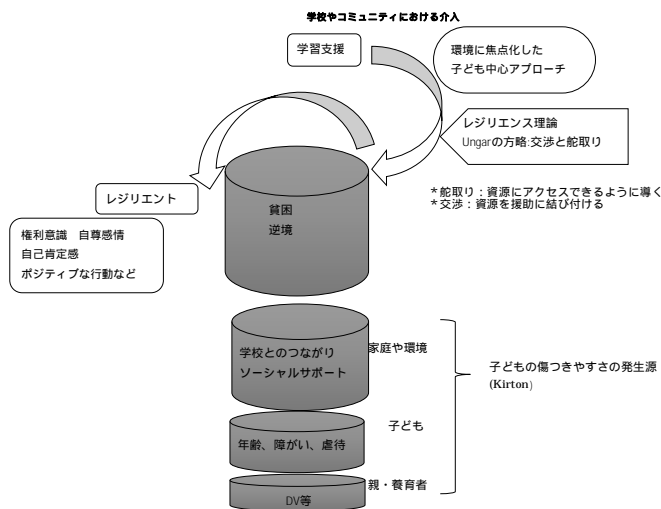 学校やコミュニティにおける介入
学習支援
環境に焦点化した
子ども中心アプローチ
レジリエンス理論
Ungarの方略:交渉と舵取り
*舵取り：資源にアクセスできるように導く
*交渉：資源を援助に結び付ける
レジリエント
権利意識　自尊感情
自己肯定感
ポジティブな行動など
貧困
逆境
学校とのつながり
ソーシャルサポート
家庭や環境
子どもの傷つきやすさの発生源
(Kirton)
子ども
年齢、障がい、虐待
親・養育者
DV等